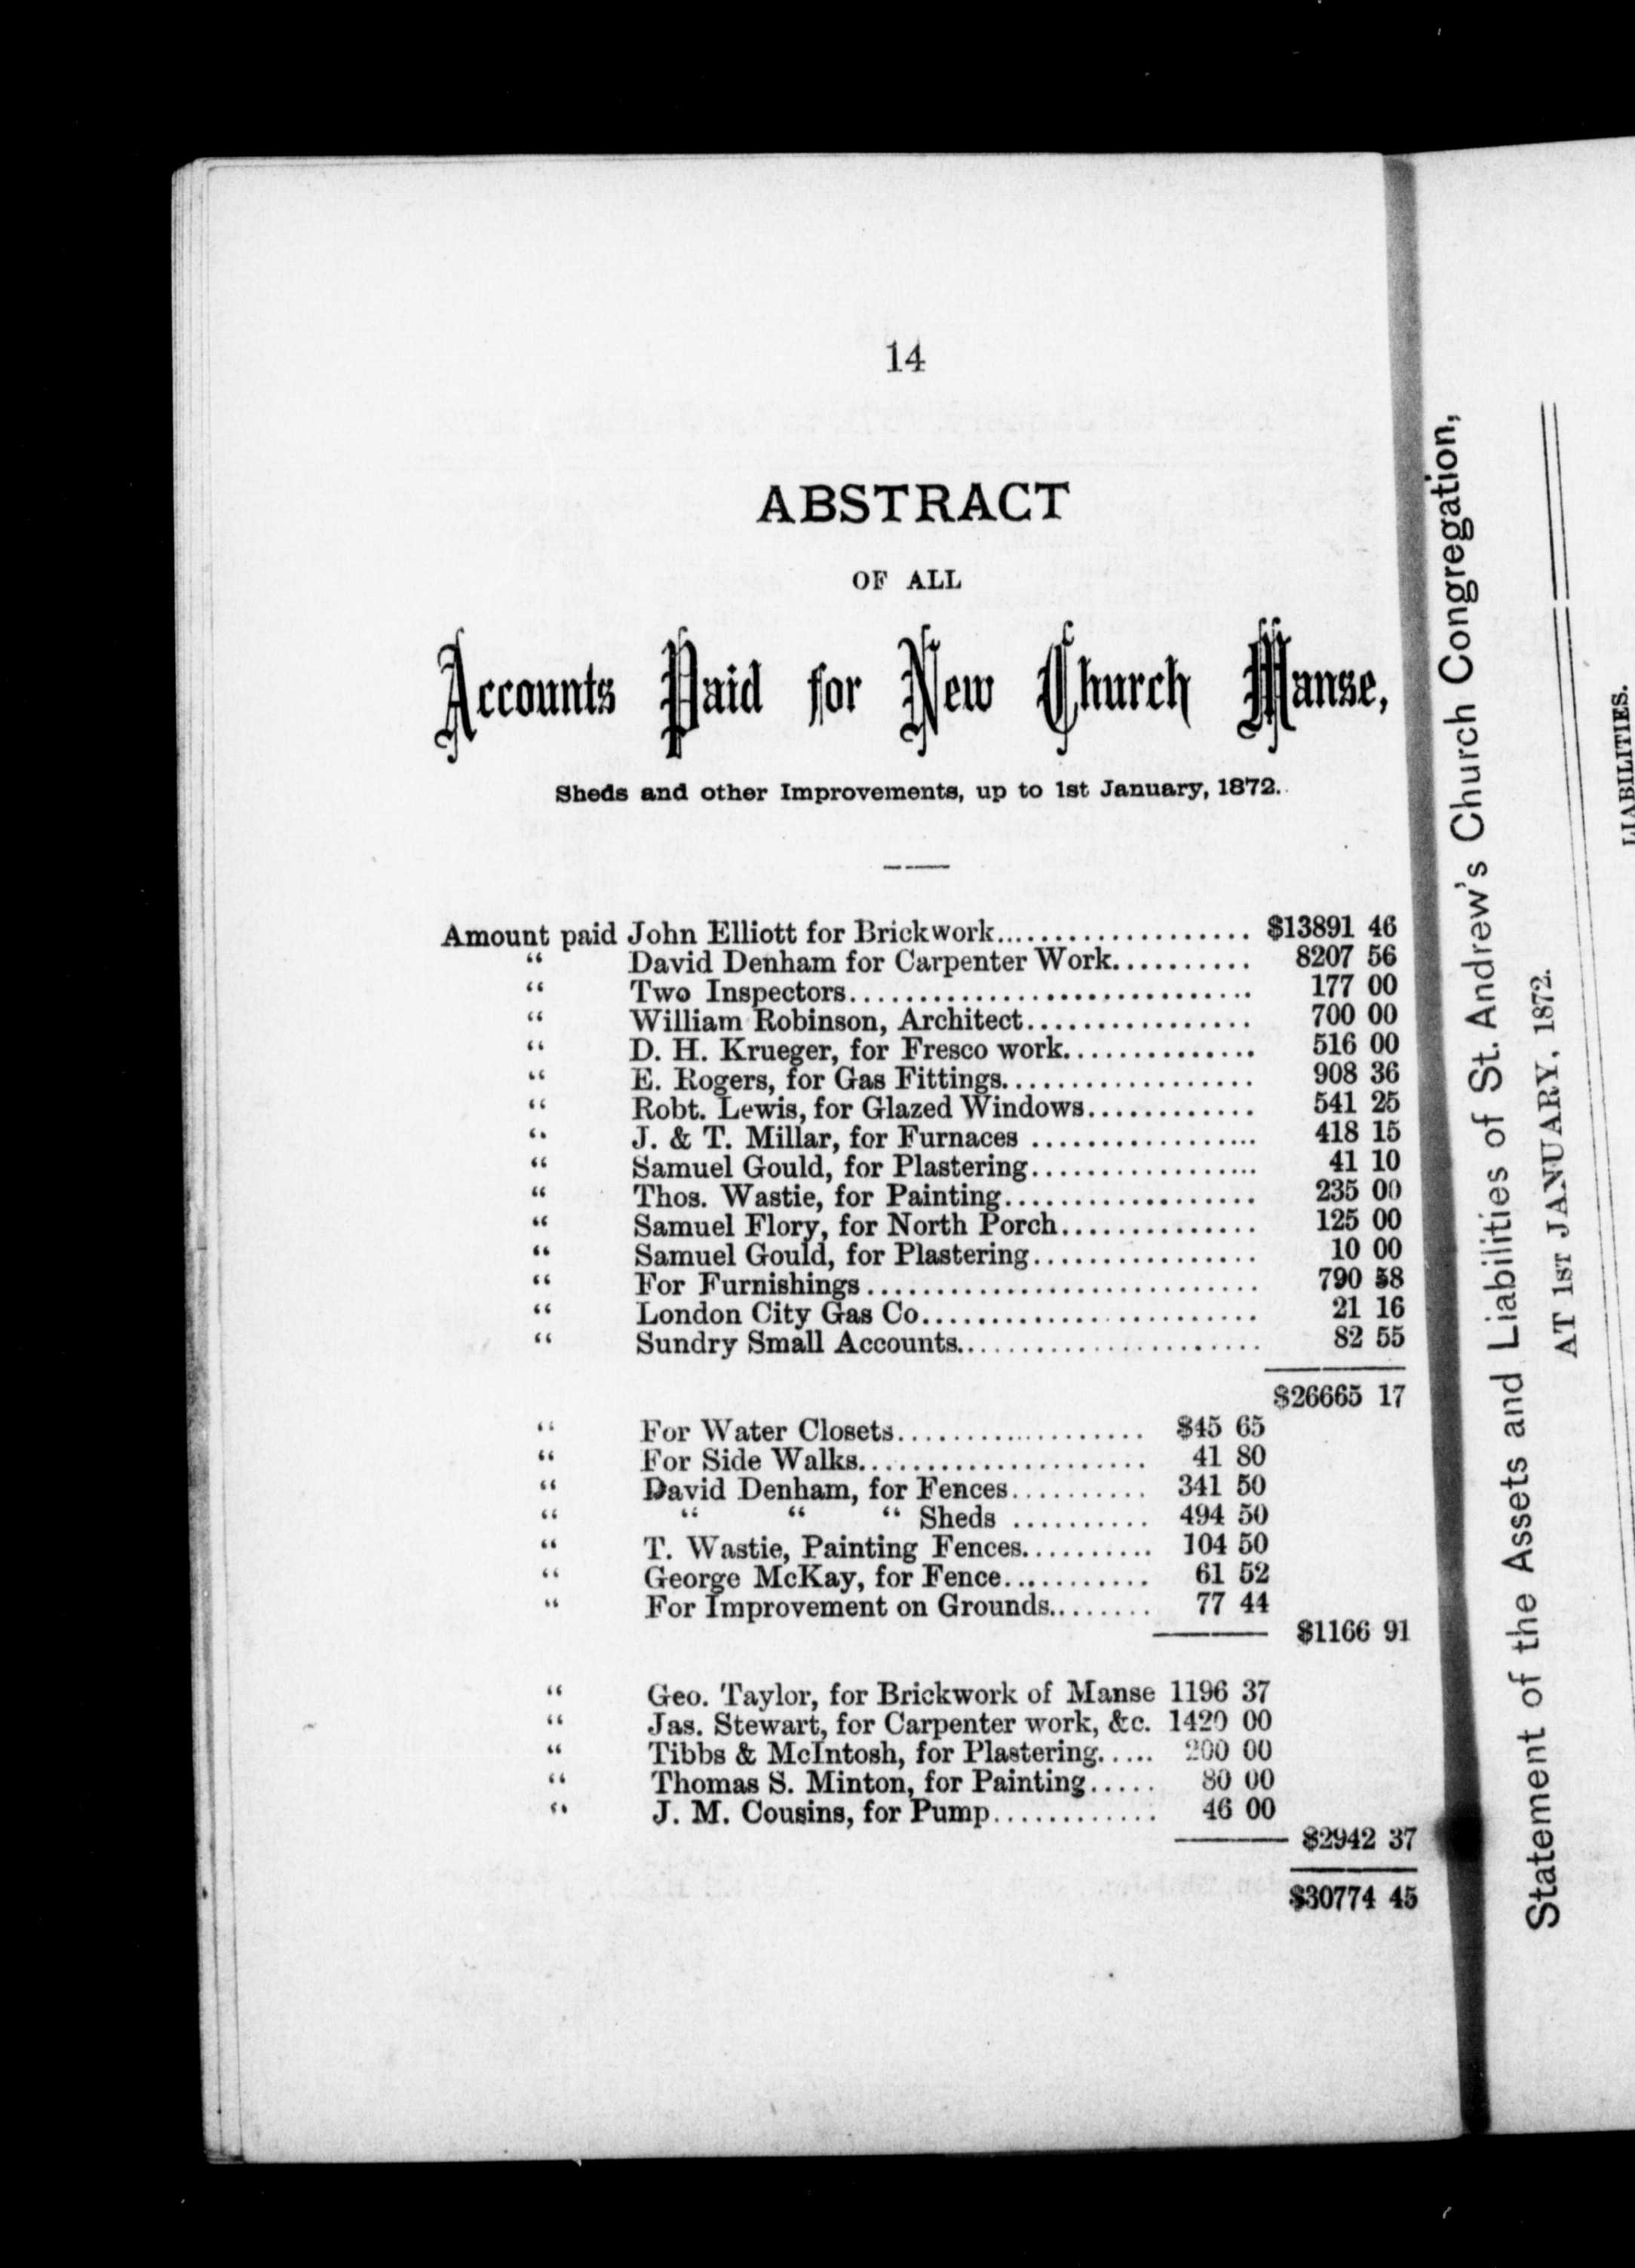 14
ABSTRACT
OF ALL
Accounts Paid for New Church Manse,
Sheds and other Improvements, up to 1st January, 1872.
Amount paid John Elliott for Brickwork.................... $13891 46
“ David Denham for Carpenter Work.......... 8207 56
“ Two Inspectors............................. 177 00
“ William Robinson, Architect................ 700 00
“ D. H. Krueger, for Fresco work.............. 516 00
“ E. Rogers, for Gas Fittings.................. 908 36
“ Robt. Lewis, for Glazed Windows............ 541 25
“ J. & T. Millar, for Furnaces ................. 418 15
“ Samuel Gould, for Plastering................. 41 10
“ Thos. Wastie, for Painting.................. 235 00
“ Samuel Flory, for North Porch.............. 125 00
“ Samuel Gould, for Plastering................ 10 00
“ For Furnishings............................ 790 58
“ London City Gas Co........................ 21 16
“ Sundry Small Accounts...................... 82 55
$26665 17
“ For Water Closets.................. $45 65
“ For Side Walks..................... 41 80
“ David Denham, for Fences.......... 341 50
“ “ “ “ Sheds .......... 494 50
“ T. Wastie, Painting Fences.......... 104 50
“ George McKay, for Fence........... 61 52
“ For Improvement on Grounds........ 77 44
$1166 91
“ Geo. Taylor, for Brickwork of Manse 1196 37
“ Jas. Stewart, for Carpenter work, &c. 1420 00
“ Tibbs & McIntosh, for Plastering..... 200 00
“ Thomas S. Minton, for Painting..... 80 00
“ J. M. Cousins, for Pump............ 46 00
$2942 37
$30774 45
Statement of the Assets and Liabilities of St. Andrew's Church Congregation,
AT 1ST JANUARY, 1872.
LIABILITIES.